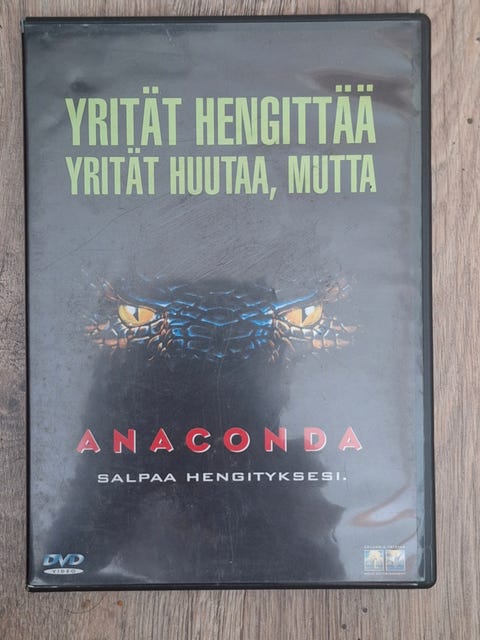 YRITÄT HENGITTÄÄ
YRITÄT HUUTAA, MUTTA
ANACONDA
SALPAA HENGITYKSESI.
DVD
VIDEO